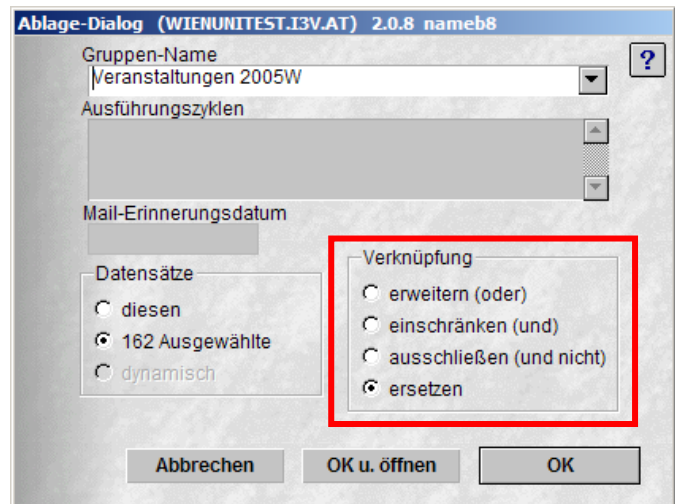 Ablage-Dialog (WIENUNITEST.I3V.AT) 2.0.8 nameb8
Gruppen-Name
?
Veranstaltungen 2005W
Ausführungszyklen
Mail-Erinnerungsdatum
Datensätze
diesen
162 Ausgewählte
dynamisch
Verknüpfung
erweitern (oder)
einschränken (und)
ausschließen (und nicht)
ersetzen
Abbrechen
OK u. öffnen
OK